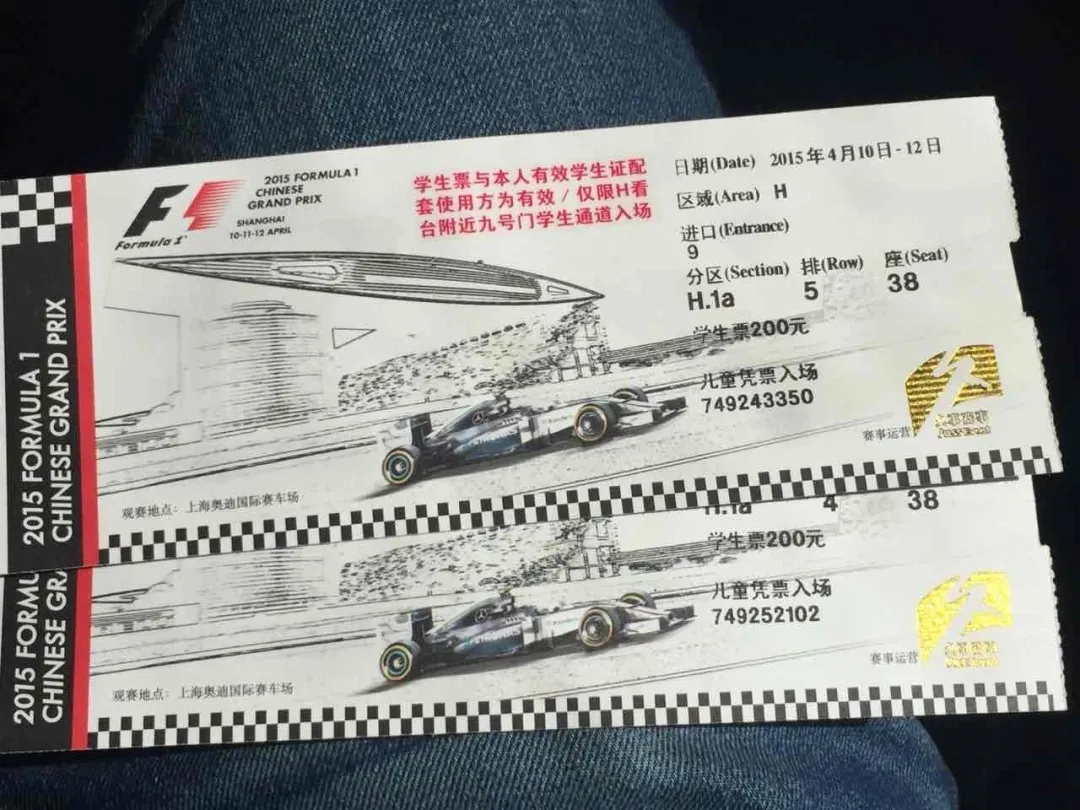 2015 FORMULA 1
CHINESE GRAND PRIX
F1
Formula 1
2015 FORMULA 1
CHINESE
GRAND PRIX
SHANGHAI
10-11-12 APRIL
学生票与本人有效学生证配
套使用方为有效 / 仅限H看
台附近九号门学生通道入场
日期(Date) 2015年4月10日-12日
区域(Area) H
进口(Entrance)
9
分区(Section) 排(Row) 座(Seat)
H.1a 5 38
学生票200元
儿童凭票入场
749243350
PETRONAS
赛事运营
观赛地点：上海奥迪国际赛车场
2015 FORMU
CHINESE GRA
H.1a 4 38
学生票200元
儿童凭票入场
749252102
PETRONAS
赛事运营
观赛地点：上海奥迪国际赛车场